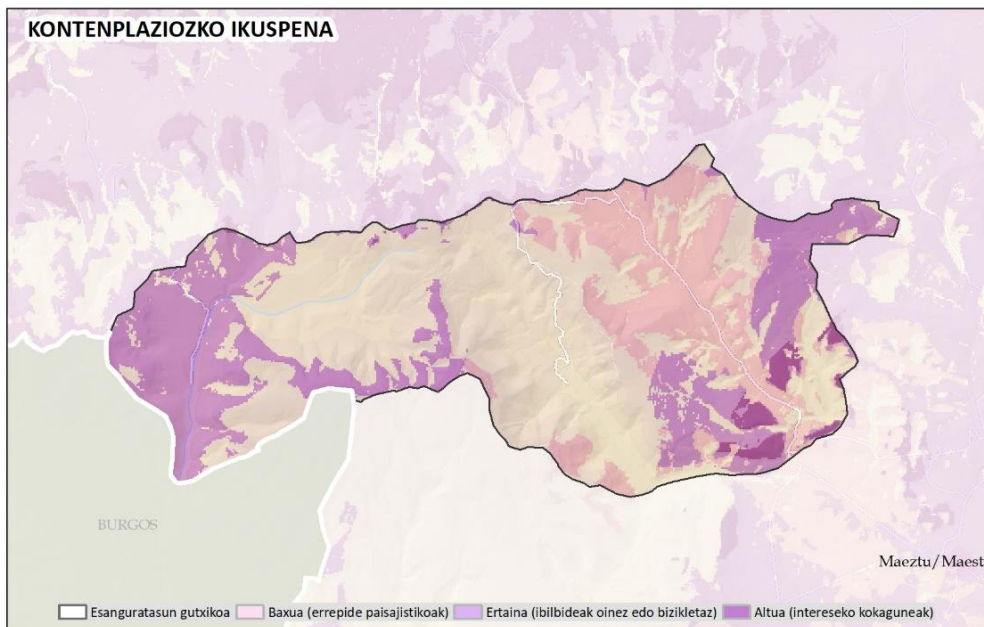 KONTENPLAZIOZKO IKUSPENA
BURGOS
Maeztu/Maest
Esanguratasun gutxikoa
Baxua (errepide paisajistikoak)
Ertaina (ibilbideak oinez edo bizikletaz)
Altua (intereseko kokaguneak)